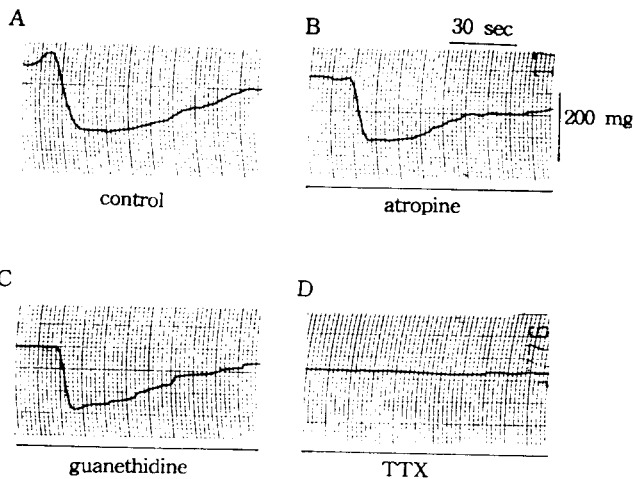 A
B
30 sec
200 mg
control
atropine
C
D
guanethidine
TTX